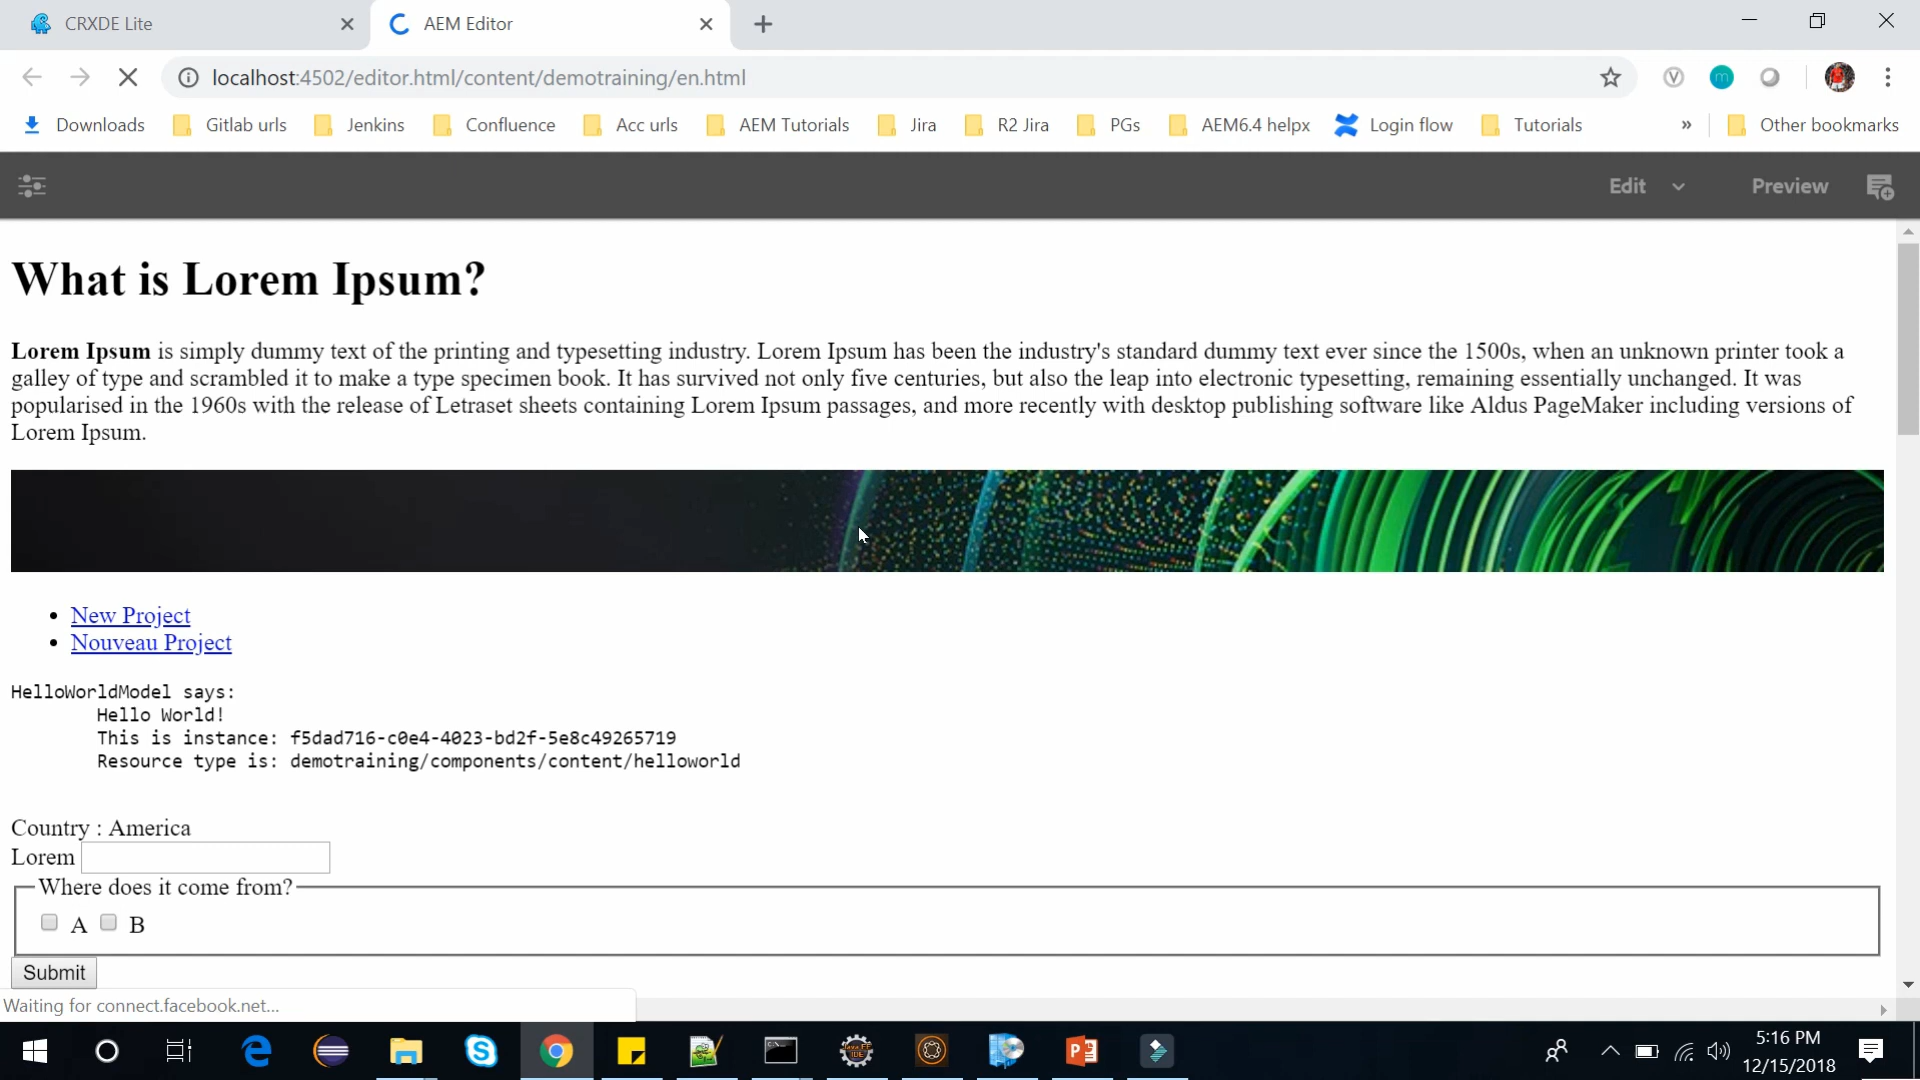 CRXDE Lite
AEM Editor
localhost:4502/editor.html/content/demotraining/en.html
Downloads Gitlab urls Jenkins Confluence Acc urls AEM Tutorials Jira R2 Jira PGs AEM6.4 helpx Login flow Tutorials » Other bookmarks
Edit Preview
What is Lorem Ipsum?
Lorem Ipsum is simply dummy text of the printing and typesetting industry. Lorem Ipsum has been the industry's standard dummy text ever since the 1500s, when an unknown printer took a
galley of type and scrambled it to make a type specimen book. It has survived not only five centuries, but also the leap into electronic typesetting, remaining essentially unchanged. It was
popularised in the 1960s with the release of Letraset sheets containing Lorem Ipsum passages, and more recently with desktop publishing software like Aldus PageMaker including versions of
Lorem Ipsum.
New Project
Nouveau Project
HelloWorldModel says:
Hello World!
This is instance: f5dad716-c0e4-4023-bd2f-5e8c49265719
Resource type is: demotraining/components/content/helloworld
Country : America
Lorem
Where does it come from?
A B
Submit
Waiting for connect.facebook.net...
5:16 PM
12/15/2018